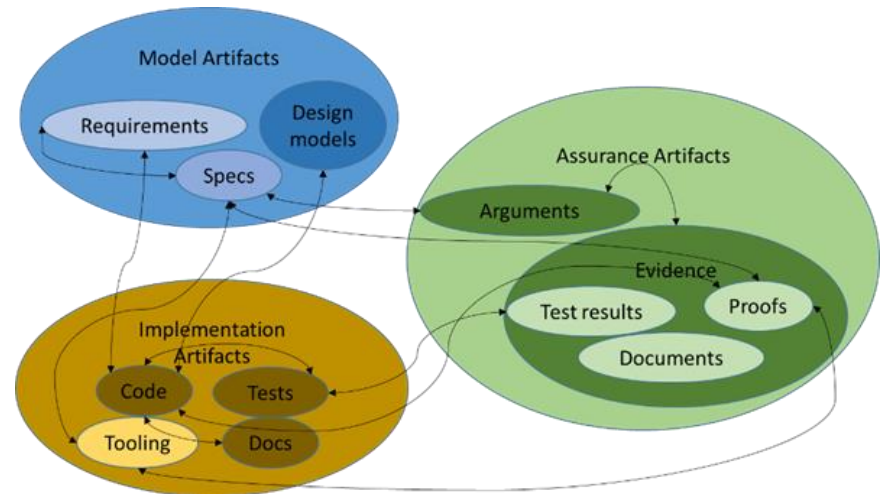 Model Artifacts
Requirements
Design
models
Specs
Assurance Artifacts
Arguments
Evidence
Test results
Proofs
Documents
Implementation
Artifacts
Code
Tests
Tooling
Docs